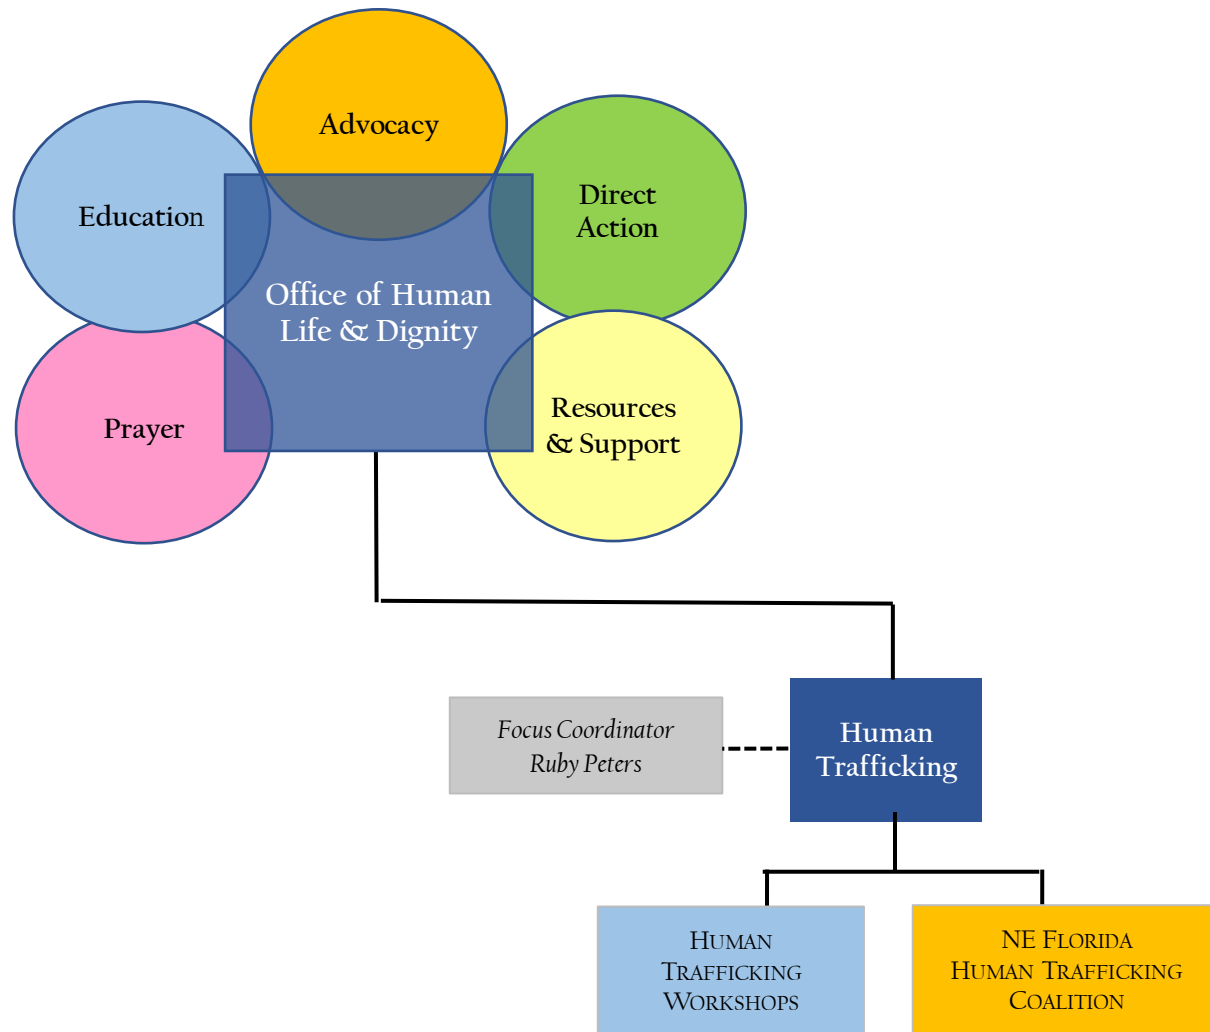 Advocacy
Education
Direct
Action
Office of Human
Life & Dignity
Prayer
Resources
& Support
Focus Coordinator
Ruby Peters
Human
Trafficking
HUMAN
TRAFFICKING
WORKSHOPS
NE FLORIDA
HUMAN TRAFFICKING
COALITION